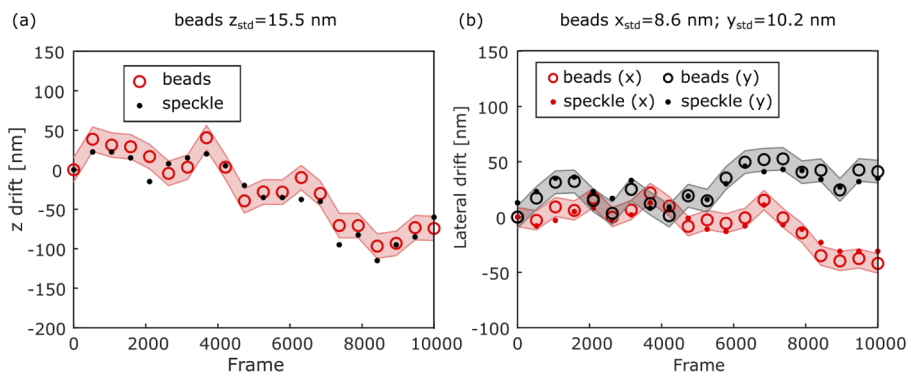 (a) beads z_std=15.5 nm
150
100
50
0
-50
-100
-150
-200
z drift [nm]
beads
speckle
0 2000 4000 6000 8000 10000
Frame
(b) beads x_std=8.6 nm; y_std=10.2 nm
150
100
50
0
-50
-100
Lateral drift [nm]
beads (x) beads (y)
speckle (x) speckle (y)
0 2000 4000 6000 8000 10000
Frame